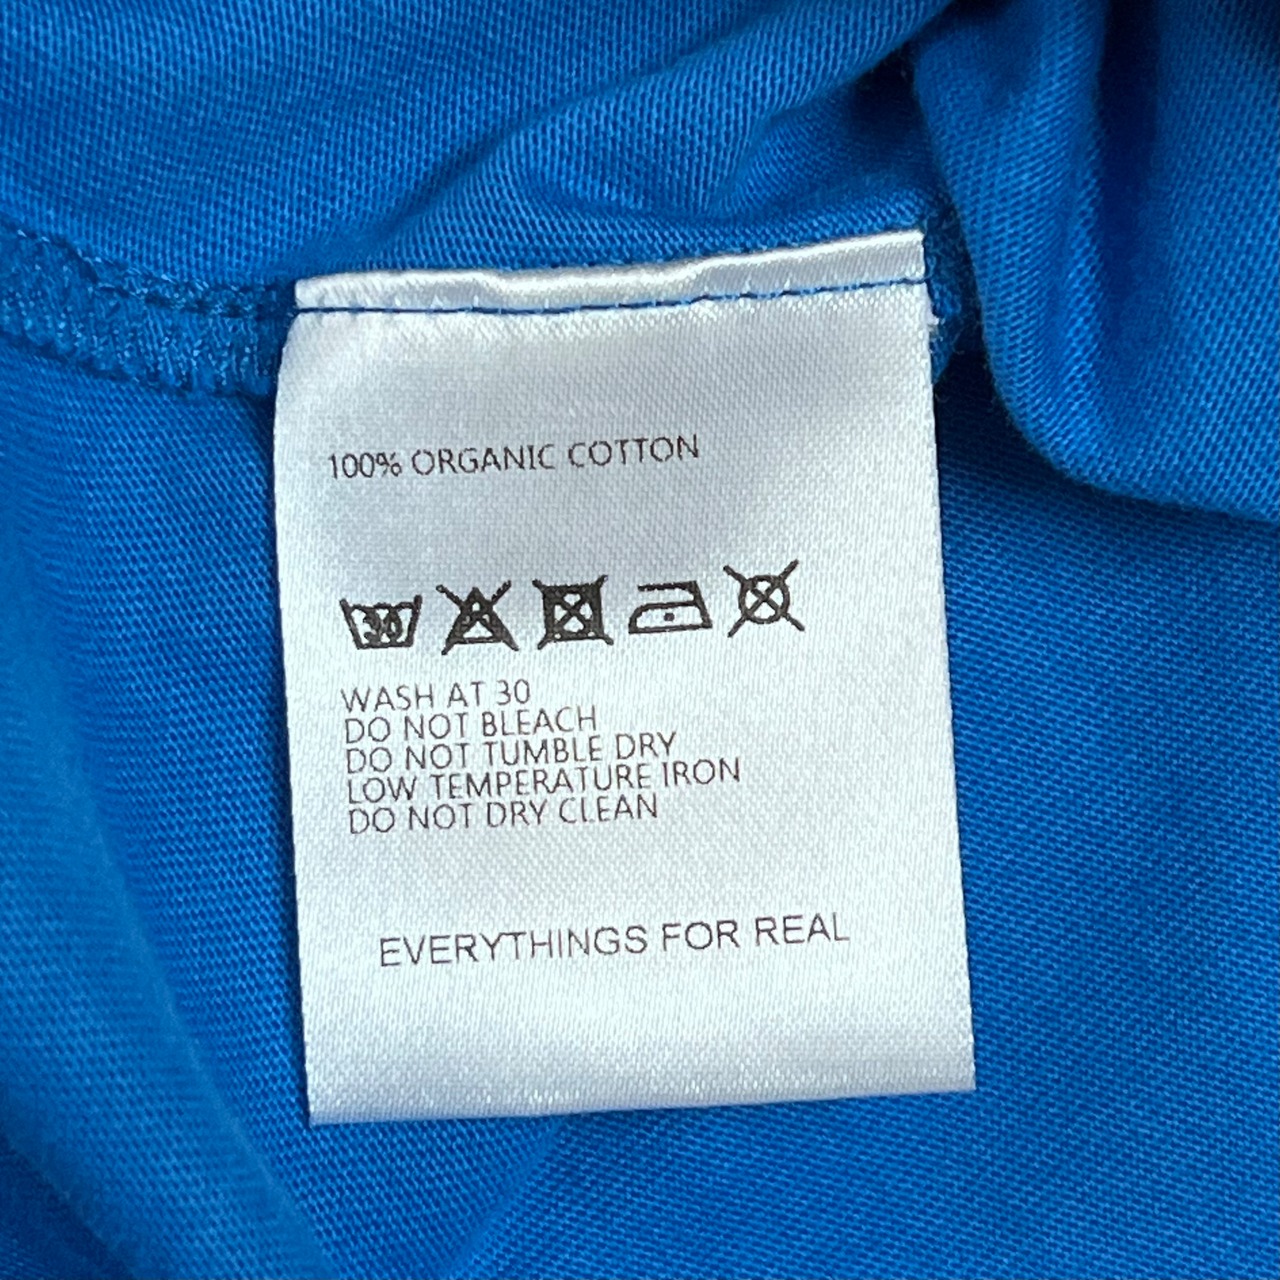 100% ORGANIC COTTON
30
WASH AT 30
DO NOT BLEACH
DO NOT TUMBLE DRY
LOW TEMPERATURE IRON
DO NOT DRY CLEAN
EVERYTHINGS FOR REAL